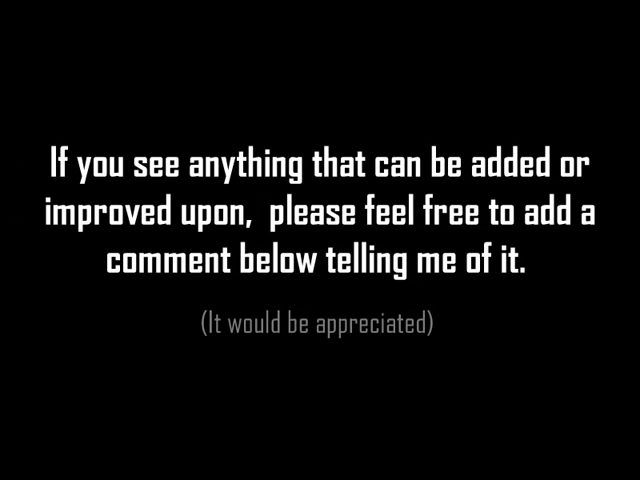 If you see anything that can be added or
improved upon,  please feel free to add a
comment below telling me of it.
(It would be appreciated)